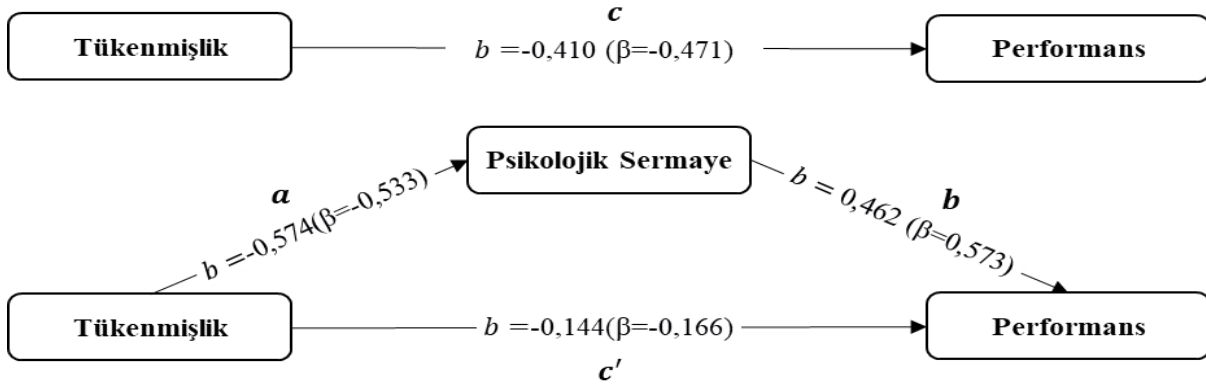 c
Tükenmişlik
b =-0,410 (β=-0,471)
Performans
Psikolojik Sermaye
a
b =-0,574(β=-0,533)
b
b = 0,462 (β=0,573)
Tükenmişlik
b =-0,144(β=-0,166)
Performans
c′